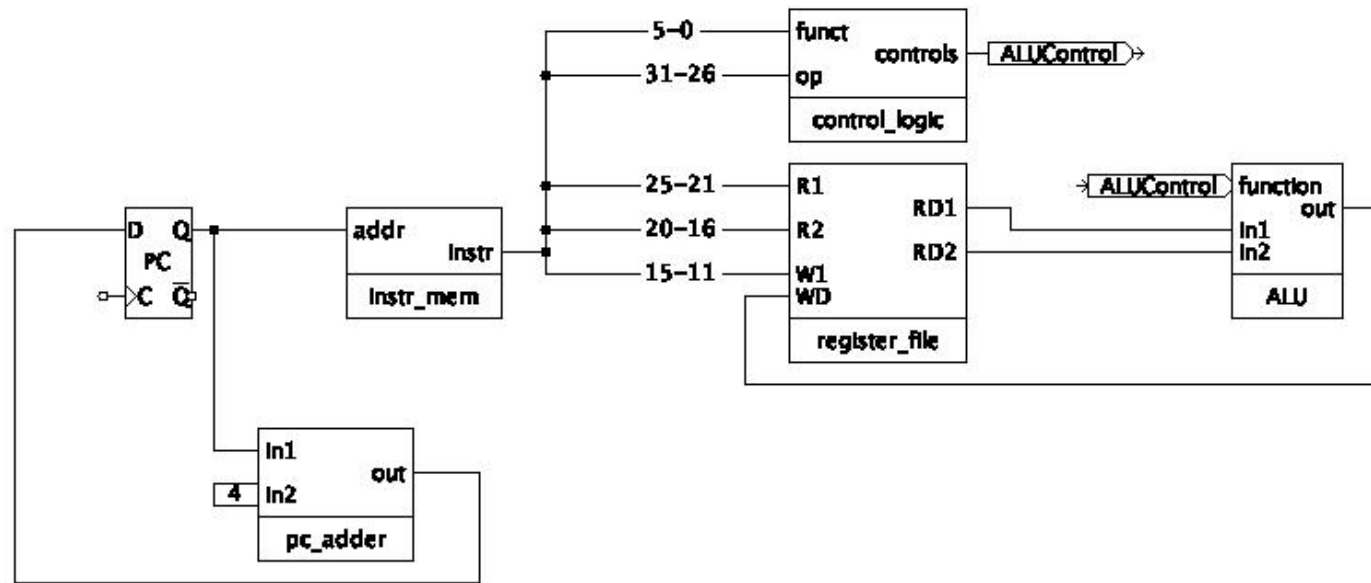 5-0
funct
controls
ALUControl
31-26
op
control_logic
25-21
R1
RD1
ALUControl
function
out
20-16
R2
RD2
In1
In2
15-11
W1
WD
register_file
ALU
D Q
PC
C Q
addr
Instr
Instr_mem
In1
out
4
In2
pc_adder